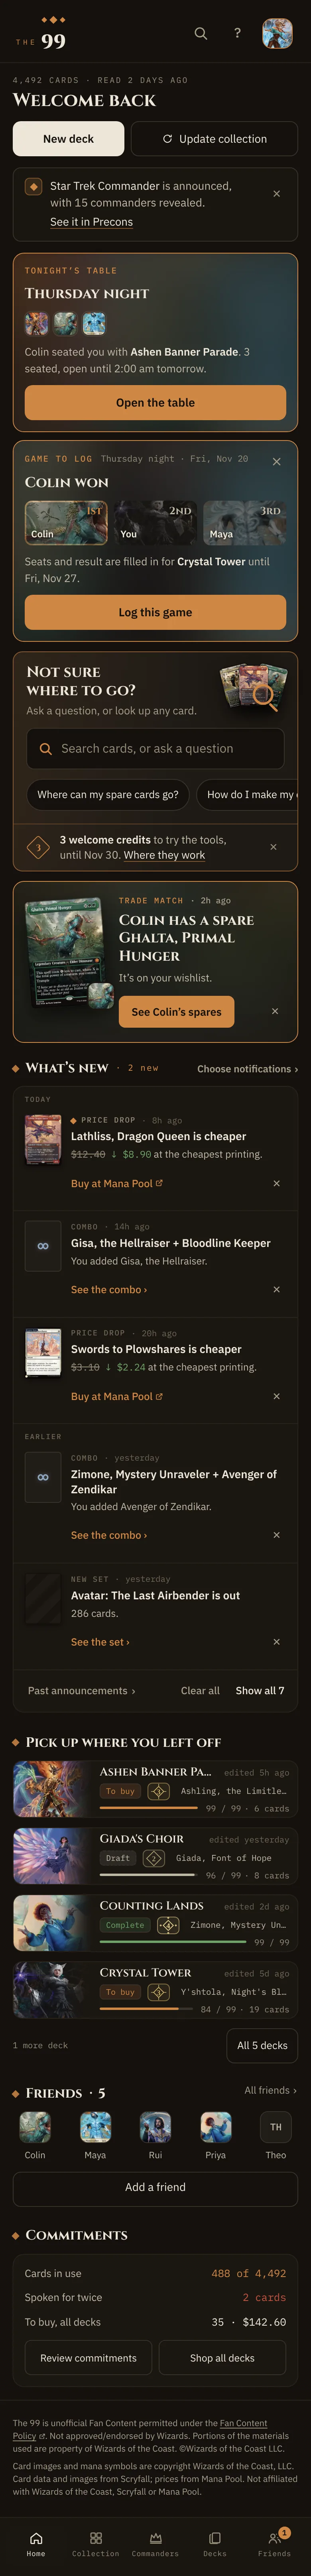 THE 99
?
4,492 CARDS · READ 2 DAYS AGO
WELCOME BACK
New deck
Update collection
Star Trek Commander is announced,
with 15 commanders revealed.
See it in Precons
TONIGHT'S TABLE
THURSDAY NIGHT
Colin seated you with Ashen Banner Parade. 3
seated, open until 2:00 am tomorrow.
Open the table
GAME TO LOG Thursday night · Fri, Nov 20
COLIN WON
1ST
Colin
2ND
You
3RD
Maya
Seats and result are filled in for Crystal Tower until
Fri, Nov 27.
Log this game
NOT SURE
WHERE TO GO?
Ask a question, or look up any card.
Search cards, or ask a question
Where can my spare cards go?
How do I make my
3
3 welcome credits to try the tools,
until Nov 30. Where they work
Ghalta, Primal Hunger
TRADE MATCH · 2h ago
COLIN HAS A SPARE
GHALTA, PRIMAL
HUNGER
It's on your wishlist.
See Colin's spares
WHAT'S NEW · 2 new
Choose notifications ›
TODAY
PRICE DROP · 8h ago
Lathliss, Dragon Queen is cheaper
$12.40 ↓ $8.90 at the cheapest printing.
Buy at Mana Pool
COMBO · 14h ago
Gisa, the Hellraiser + Bloodline Keeper
You added Gisa, the Hellraiser.
See the combo ›
PRICE DROP · 20h ago
Swords to Plowshares is cheaper
$3.10 ↓ $2.24 at the cheapest printing.
Buy at Mana Pool
EARLIER
COMBO · yesterday
Zimone, Mystery Unraveler + Avenger of
Zendikar
You added Avenger of Zendikar.
See the combo ›
NEW SET · yesterday
Avatar: The Last Airbender is out
286 cards.
See the set ›
Past announcements ›
Clear all
Show all 7
PICK UP WHERE YOU LEFT OFF
ASHEN BANNER PA…
edited 5h ago
To buy
Ashling, the Limitle…
99 / 99 · 6 cards
GIADA'S CHOIR
edited yesterday
Draft
Giada, Font of Hope
96 / 99 · 8 cards
COUNTING LANDS
edited 2d ago
Complete
Zimone, Mystery Un…
99 / 99
CRYSTAL TOWER
edited 5d ago
To buy
Y'shtola, Night's Bl…
84 / 99 · 19 cards
1 more deck
All 5 decks
FRIENDS · 5
All friends ›
TH
Colin
Maya
Rui
Priya
Theo
Add a friend
COMMITMENTS
Cards in use
488 of 4,492
Spoken for twice
2 cards
To buy, all decks
35 · $142.60
Review commitments
Shop all decks
The 99 is unofficial Fan Content permitted under the Fan Content
Policy. Not approved/endorsed by Wizards. Portions of the materials
used are property of Wizards of the Coast. ©Wizards of the Coast LLC.
Card images and mana symbols are copyright Wizards of the Coast, LLC.
Card data and images from Scryfall; prices from Mana Pool. Not affiliated
with Wizards of the Coast, Scryfall or Mana Pool.
1
Home
Collection
Commanders
Decks
Friends